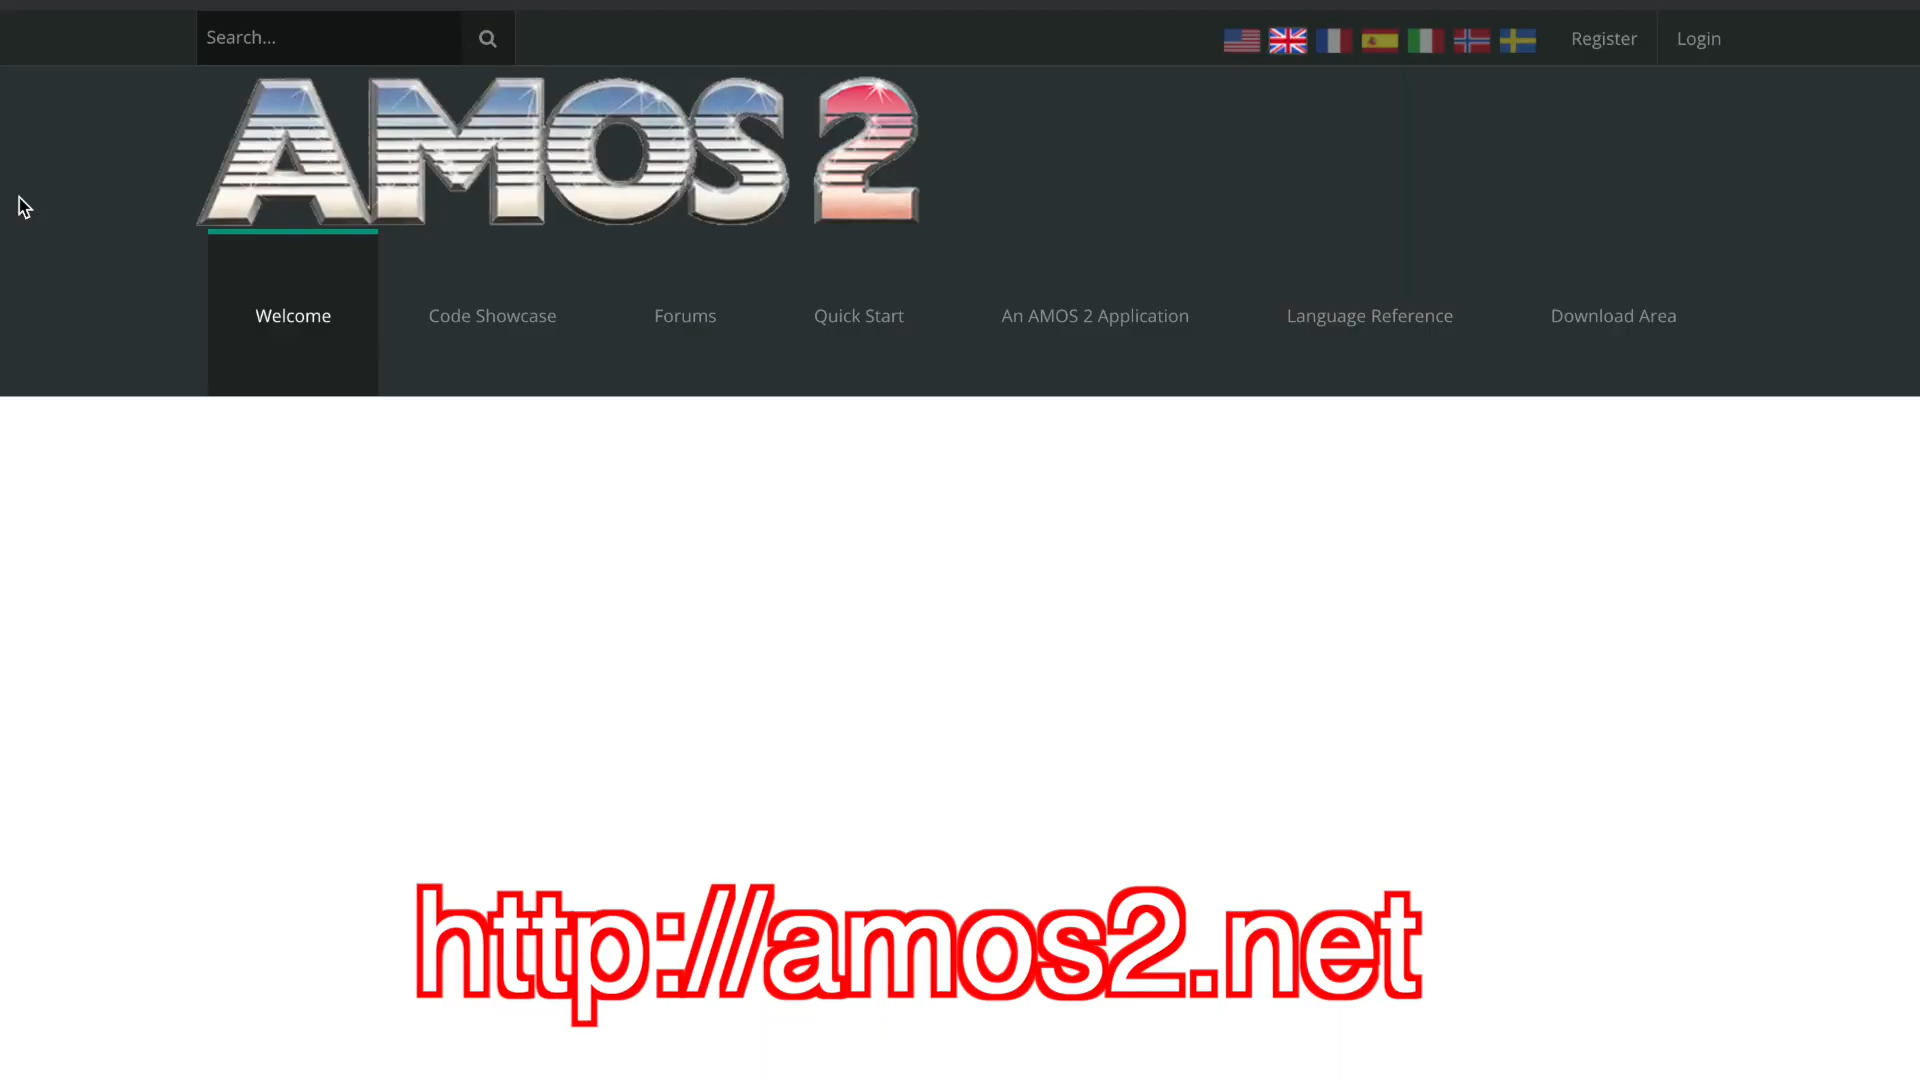 Search...
Register
Login
AMOS 2
Welcome
Code Showcase
Forums
Quick Start
An AMOS 2 Application
Language Reference
Download Area
http://amos2.net